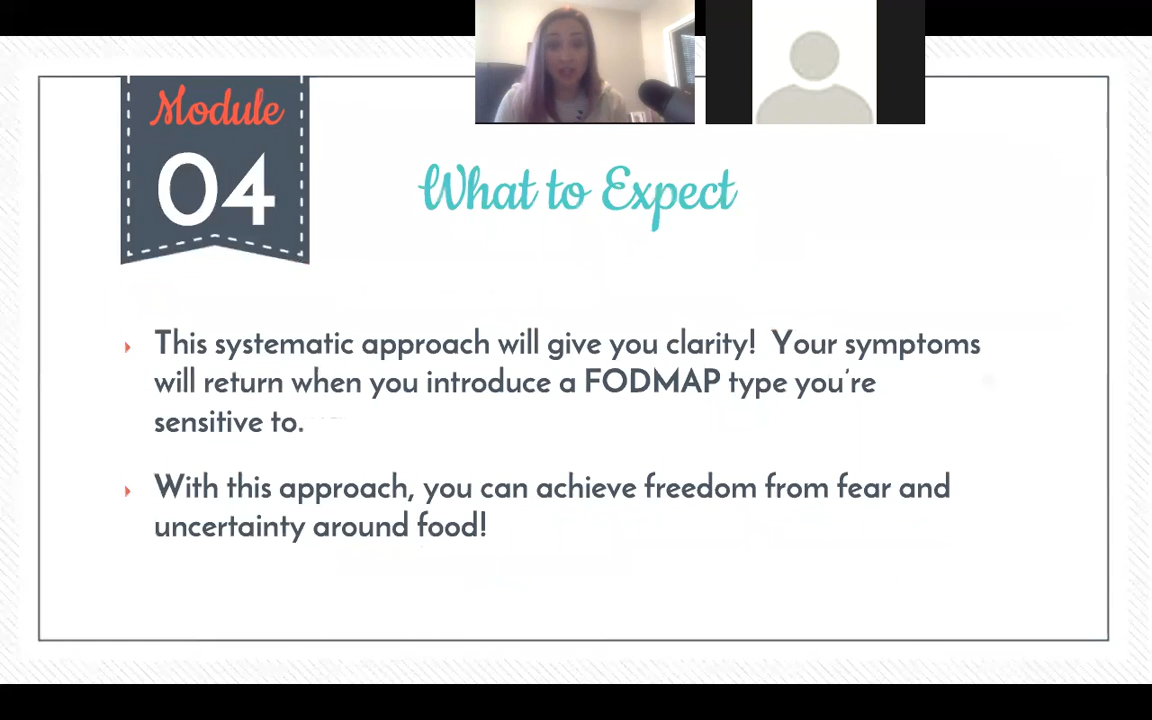 Module
04
What to Expect
This systematic approach will give you clarity!  Your symptoms
will return when you introduce a FODMAP type you're
sensitive to.
With this approach, you can achieve freedom from fear and
uncertainty around food!